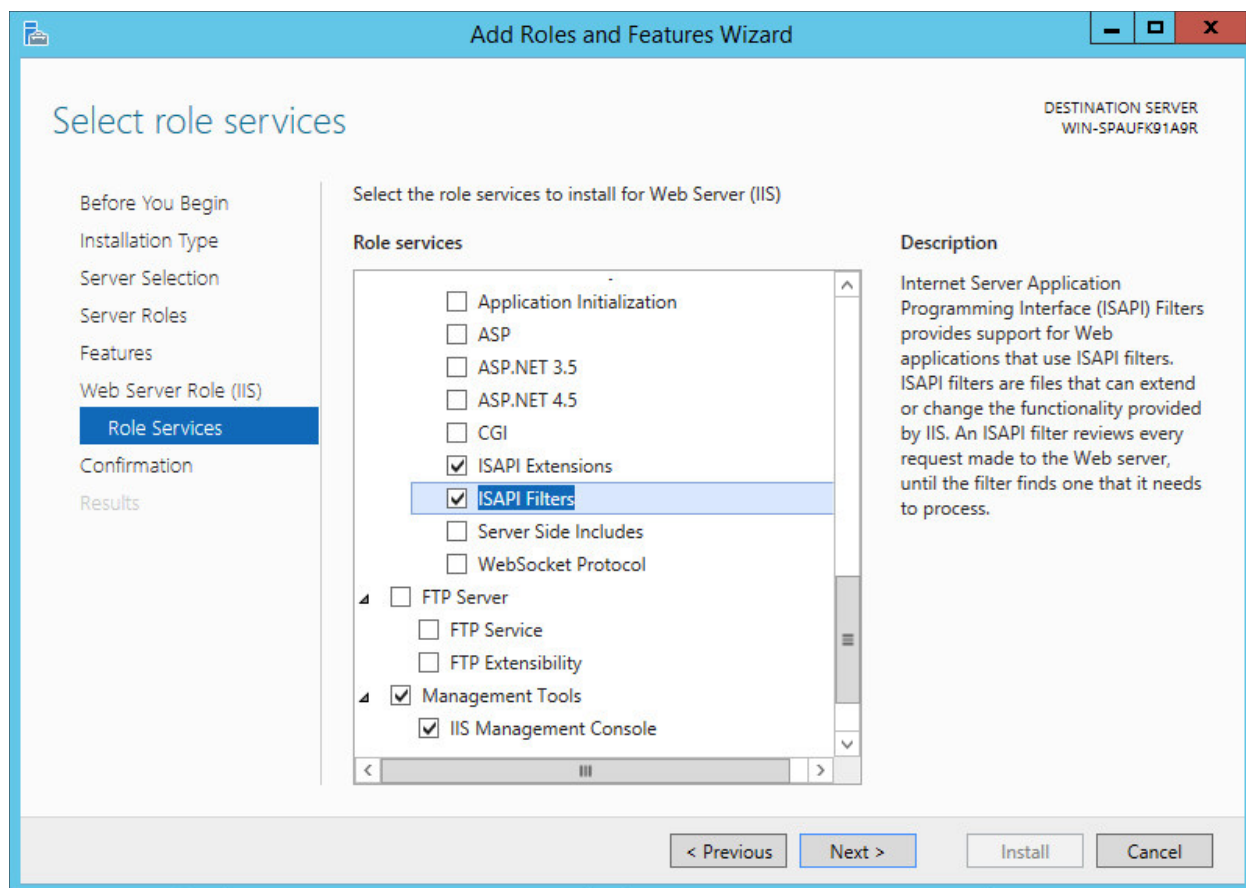 Add Roles and Features Wizard
Select role services
DESTINATION SERVER
WIN-SPAUFK91A9R
Before You Begin
Installation Type
Server Selection
Server Roles
Features
Web Server Role (IIS)
Role Services
Confirmation
Results
Select the role services to install for Web Server (IIS)
Role services
Application Initialization
ASP
ASP.NET 3.5
ASP.NET 4.5
CGI
ISAPI Extensions
ISAPI Filters
Server Side Includes
WebSocket Protocol
FTP Server
FTP Service
FTP Extensibility
Management Tools
IIS Management Console
Description
Internet Server Application
Programming Interface (ISAPI) Filters
provides support for Web
applications that use ISAPI filters.
ISAPI filters are files that can extend
or change the functionality provided
by IIS. An ISAPI filter reviews every
request made to the Web server,
until the filter finds one that it needs
to process.
< Previous
Next >
Install
Cancel